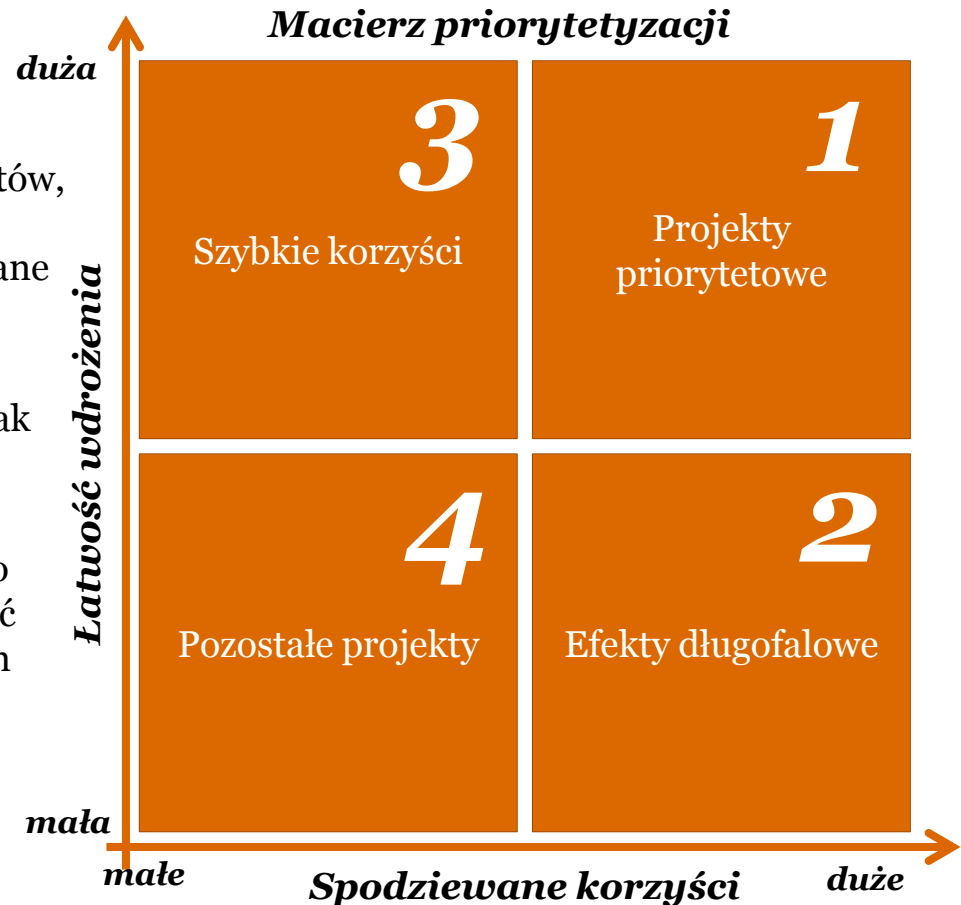 Macierz priorytetyzacji
duża
tów,
ane
ak
o
ć
n
Łatwość wdrożenia
3
Szybkie korzyści
1
Projekty
priorytetowe
4
Pozostałe projekty
2
Efekty długofalowe
mała
małe
Spodziewane korzyści
duże